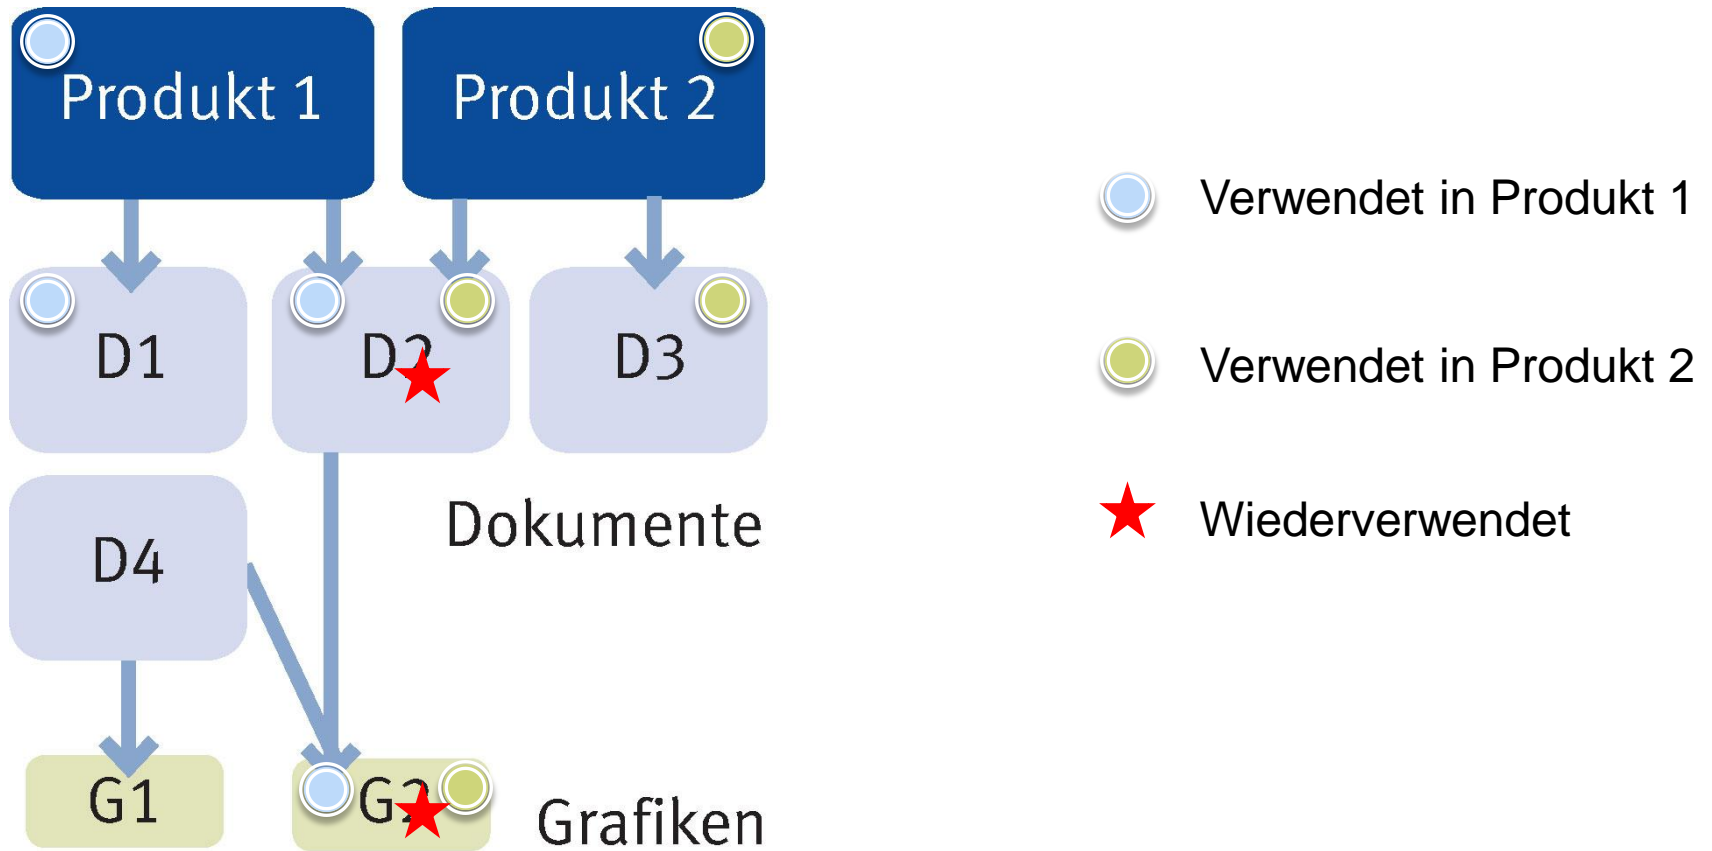 Produkt 1
Produkt 2
Verwendet in Produkt 1
D1
D2
D3
Verwendet in Produkt 2
Dokumente
Wiederverwendet
D4
G1
G2
Grafiken